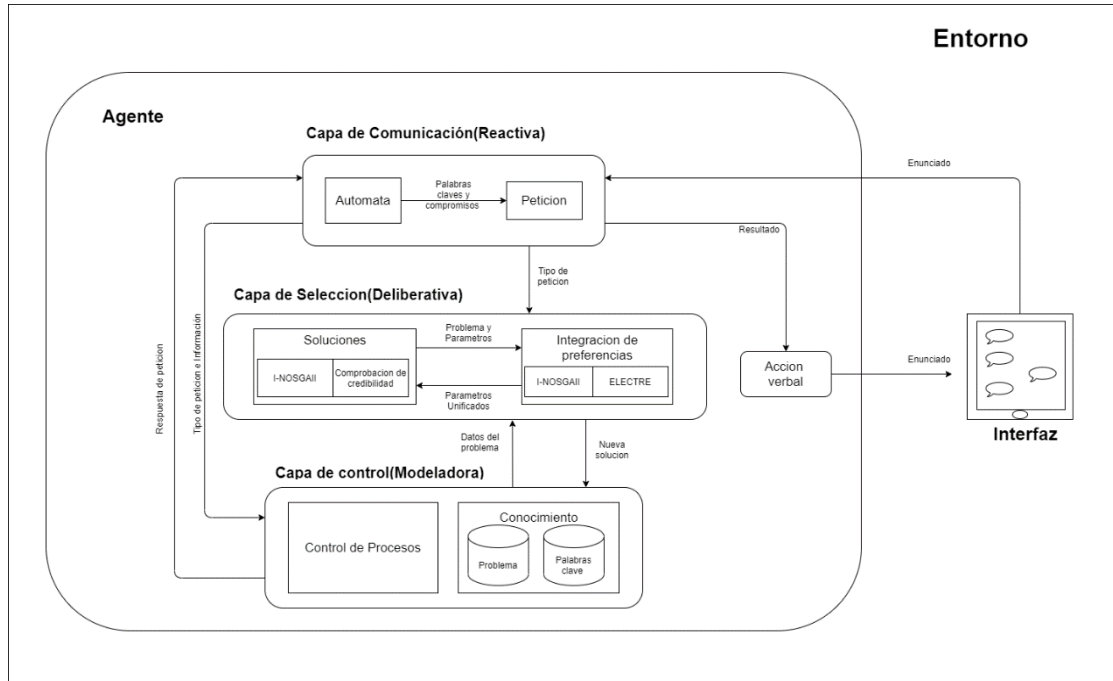 Entorno
Agente
Capa de Comunicación(Reactiva)
Automata
Palabras
claves y
compromisos
Peticion
Enunciado
Resultado
Tipo de
peticion
Respuesta de peticion
Tipo de peticion e Información
Capa de Seleccion(Deliberativa)
Soluciones
I-NOSGAII
Comprobacion de
credibilidad
Problema y
Parametros
Parametros
Unificados
Integracion de
preferencias
I-NOSGAII
ELECTRE
Accion
verbal
Enunciado
Interfaz
Datos del
problema
Nueva
solucion
Capa de control(Modeladora)
Control de Procesos
Conocimiento
Problema
Palabras
clave